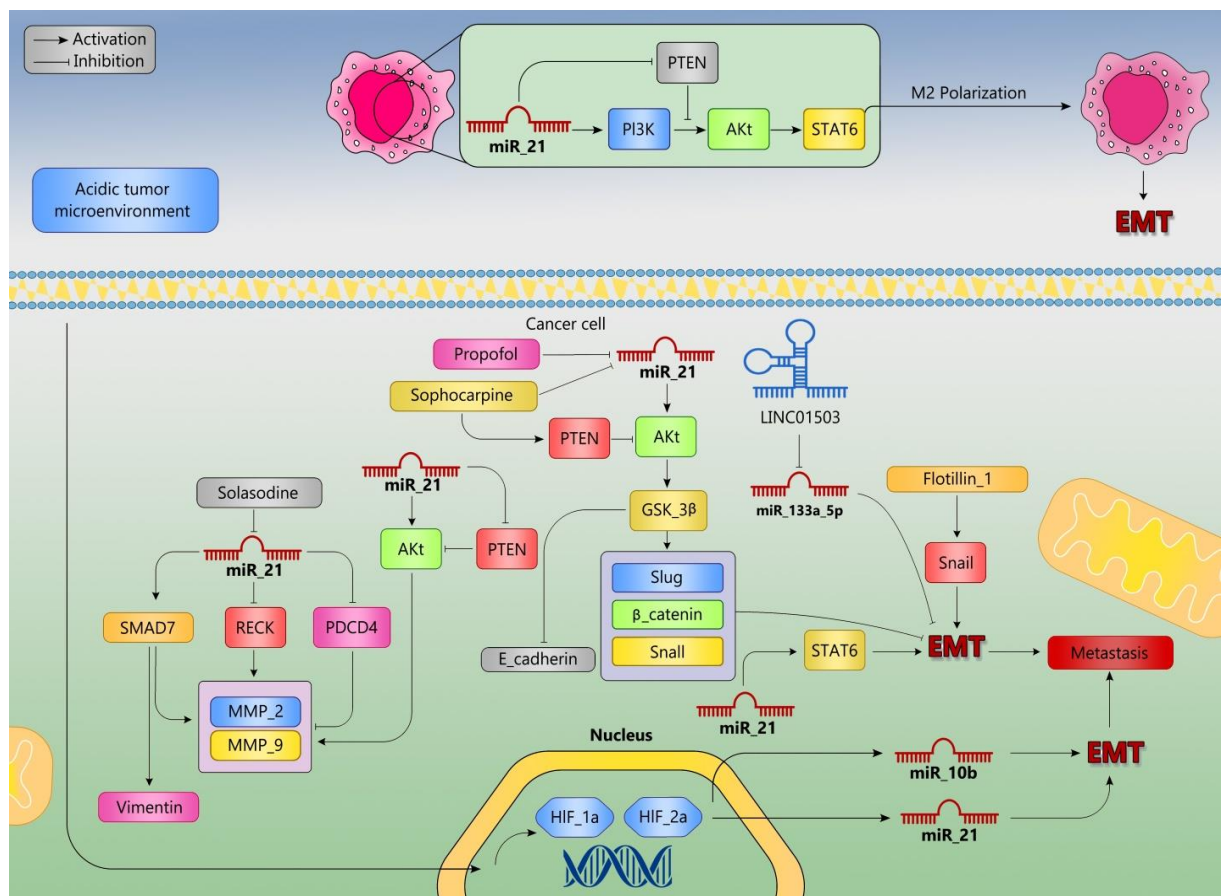 Activation
Inhibition
PTEN
miR_21
PI3K
AKt
STAT6
M2 Polarization
EMT
Acidic tumor
microenvironment
Cancer cell
Propofol
miR_21
Sophocarpine
PTEN
AKt
LINC01503
miR_133a_5p
Flotillin_1
Snail
miR_21
AKt
PTEN
GSK_3β
Solasodine
miR_21
SMAD7
RECK
PDCD4
Slug
β_catenin
Snall
E_cadherin
STAT6
EMT
Metastasis
miR_21
MMP_2
MMP_9
Vimentin
Nucleus
HIF_1a
HIF_2a
miR_10b
EMT
miR_21